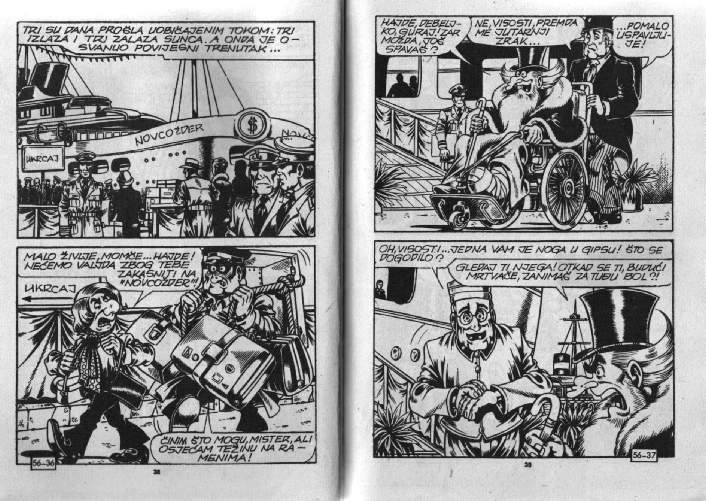 TRI SU DANA PROŠLA UOBIČAJENIM TOKOM: TRI
IZLAZA I TRI ZALAZA SUNCA. A ONDA JE O-
SVANUO POVIJESNI TRENUTAK...
NOVCOŽDER
$
UKRCAJ
MALO ŽIVLJE, MOMČE... HAJDE!
NEĆEMO VALJDA ZBOG TEBE
ZAKASNITI NA
"NOVCOŽDER"!
UKRCAJ
ČINIM ŠTO MOGU, MISTER, ALI
OSJEĆAM TEŽINU NA RA-
MENIMA!
56-36
38
HAJDE, DEBELJ-
KO, GURAJ! ZAR
MOŽDA JOŠ
SPAVAŠ?
NE, VISOSTI, PREMDA
ME JUTARNJI
ZRAK...
...POMALO
USPAVLJU-
JE!
OH, VISOSTI... JEDNA VAM JE NOGA U GIPSU! ŠTO SE
DOGODILO?
GLEDAJ TI NJEGA! OTKAD SE TI, BUDUĆI
MRTVAČE, ZANIMAŠ ZA TUĐU BOL?!
56-37